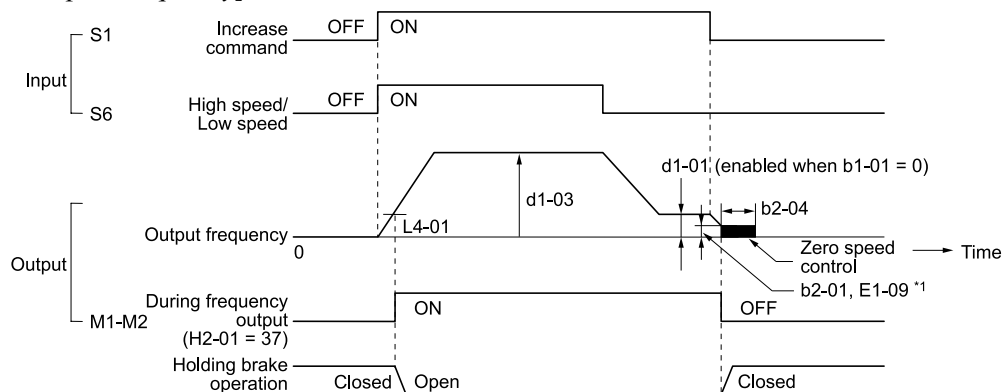 S1
Increase
command
OFF
ON
Input
S6
High speed/
Low speed
OFF
ON
d1-01 (enabled when b1-01 = 0)
d1-03
b2-04
L4-01
Output frequency
0
Zero speed
control
Time
b2-01, E1-09 *1
Output
M1-M2
During frequency
output
(H2-01 = 37)
ON
OFF
Holding brake
operation
Closed
Open
Closed